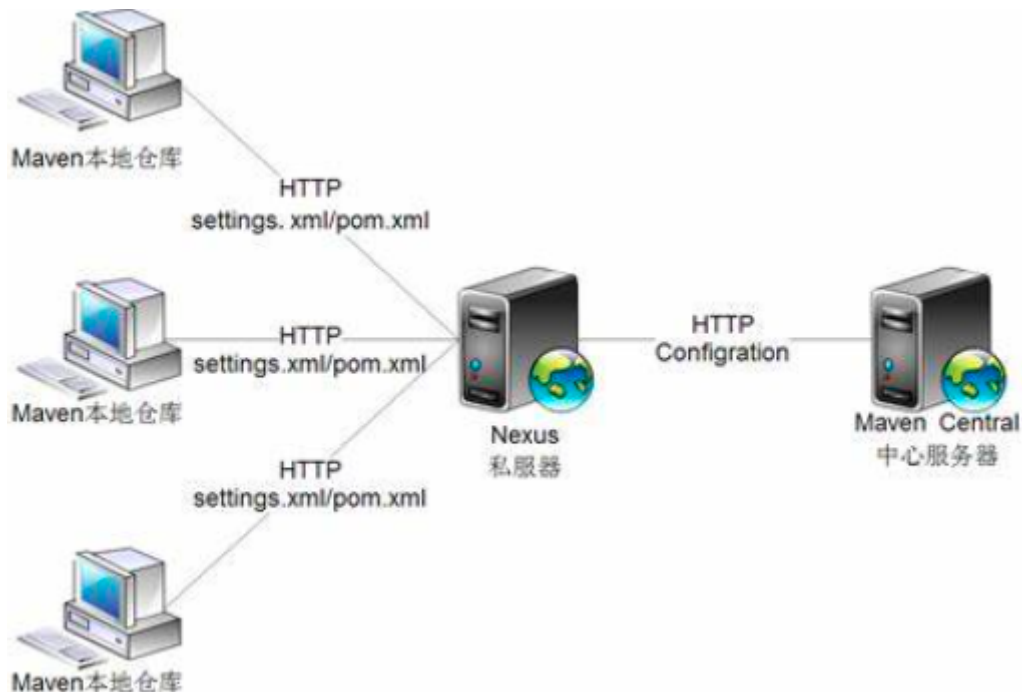 Maven本地仓库
HTTP
settings. xml/pom.xml
Maven本地仓库
HTTP
settings.xml/pom.xml
Nexus
私服器
HTTP
Configration
Maven Central
中心服务器
HTTP
settings.xml/pom.xml
Maven本地仓库